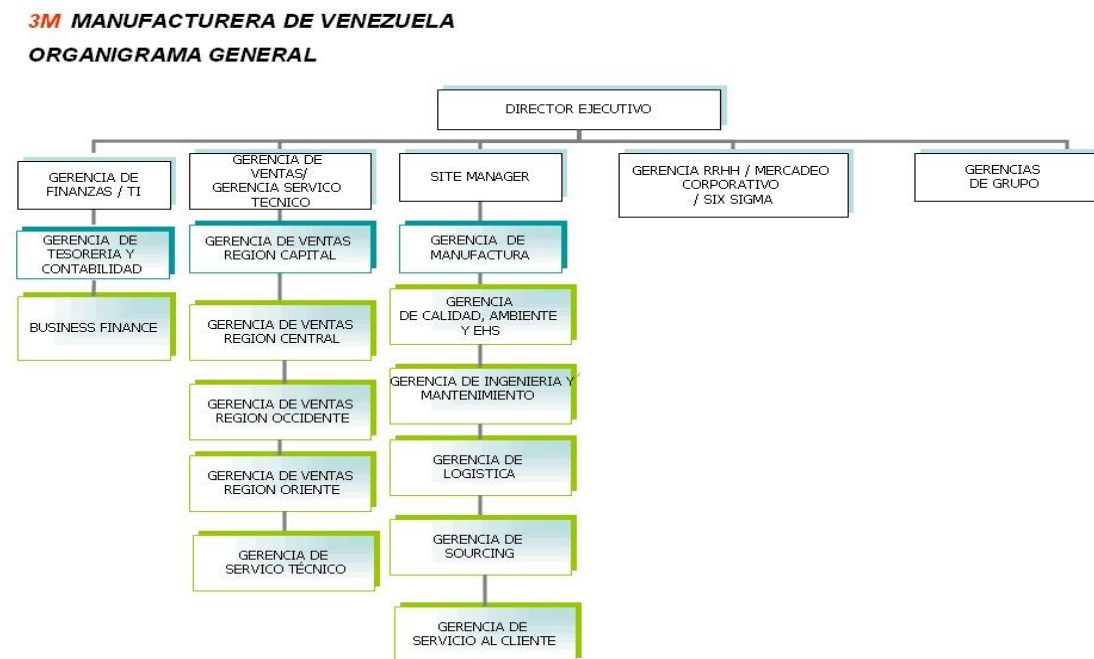 3M MANUFACTURERA DE VENEZUELA
ORGANIGRAMA GENERAL
DIRECTOR EJECUTIVO
GERENCIA DE
FINANZAS / TI
GERENCIA DE
VENTAS/
GERENCIA SERVICO
TECNICO
SITE MANAGER
GERENCIA RRHH / MERCADEO
CORPORATIVO
/ SIX SIGMA
GERENCIAS
DE GRUPO
GERENCIA DE
TESORERIA Y
CONTABILIDAD
BUSINESS FINANCE
GERENCIA DE VENTAS
REGION CAPITAL
GERENCIA DE VENTAS
REGION CENTRAL
GERENCIA DE VENTAS
REGION OCCIDENTE
GERENCIA DE VENTAS
REGION ORIENTE
GERENCIA DE
SERVICO TÉCNICO
GERENCIA DE
MANUFACTURA
GERENCIA
DE CALIDAD, AMBIENTE
Y EHS
GERENCIA DE INGENIERIA Y
MANTENIMIENTO
GERENCIA DE
LOGISTICA
GERENCIA DE
SOURCING
GERENCIA DE
SERVICIO AL CLIENTE